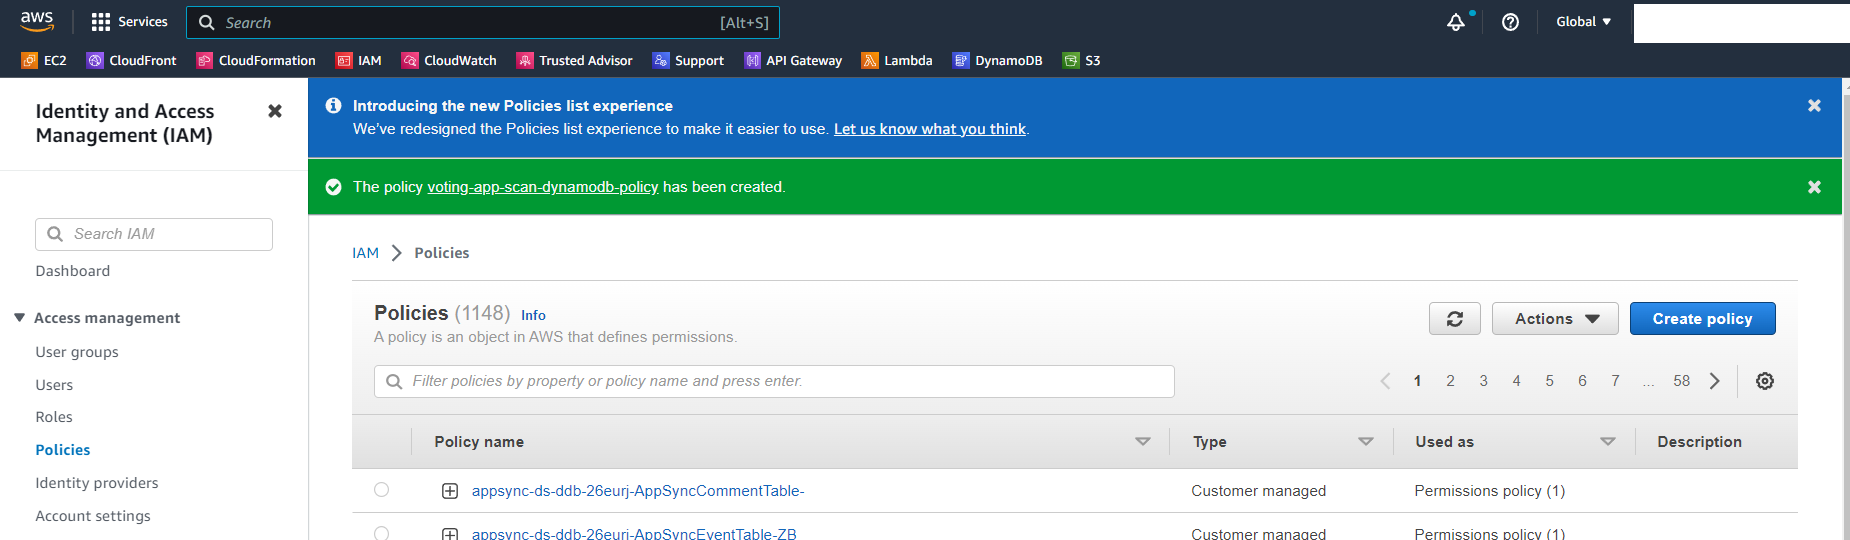 aws Services Search [Alt+S] Global
EC2 CloudFront CloudFormation IAM CloudWatch Trusted Advisor Support API Gateway Lambda DynamoDB S3
Identity and Access
Management (IAM)
Introducing the new Policies list experience
We've redesigned the Policies list experience to make it easier to use. Let us know what you think.
The policy voting-app-scan-dynamodb-policy has been created.
Search IAM
Dashboard
Access management
User groups
Users
Roles
Policies
Identity providers
Account settings
IAM Policies
Policies (1148) Info
A policy is an object in AWS that defines permissions.
Actions Create policy
Filter policies by property or policy name and press enter.
1 2 3 4 5 6 7 ... 58
Policy name Type Used as Description
appsync-ds-ddb-26eurj-AppSyncCommentTable- Customer managed Permissions policy (1)
appsync-ds-ddb-26eurj-AppSyncEventTable-ZB Customer managed Permissions policy (1)